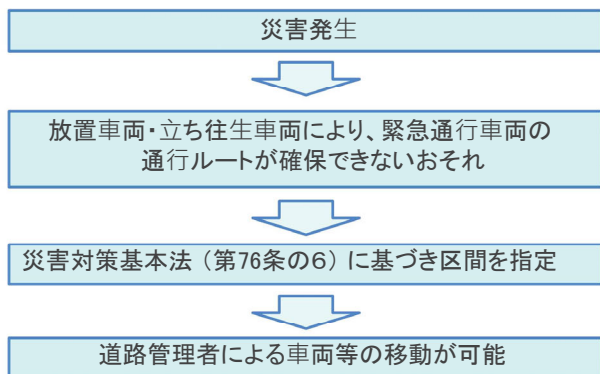 災害発生
放置車両・立ち往生車両により、緊急通行車両の
通行ルートが確保できないおそれ
災害対策基本法（第76条の６）に基づき区間を指定
道路管理者による車両等の移動が可能